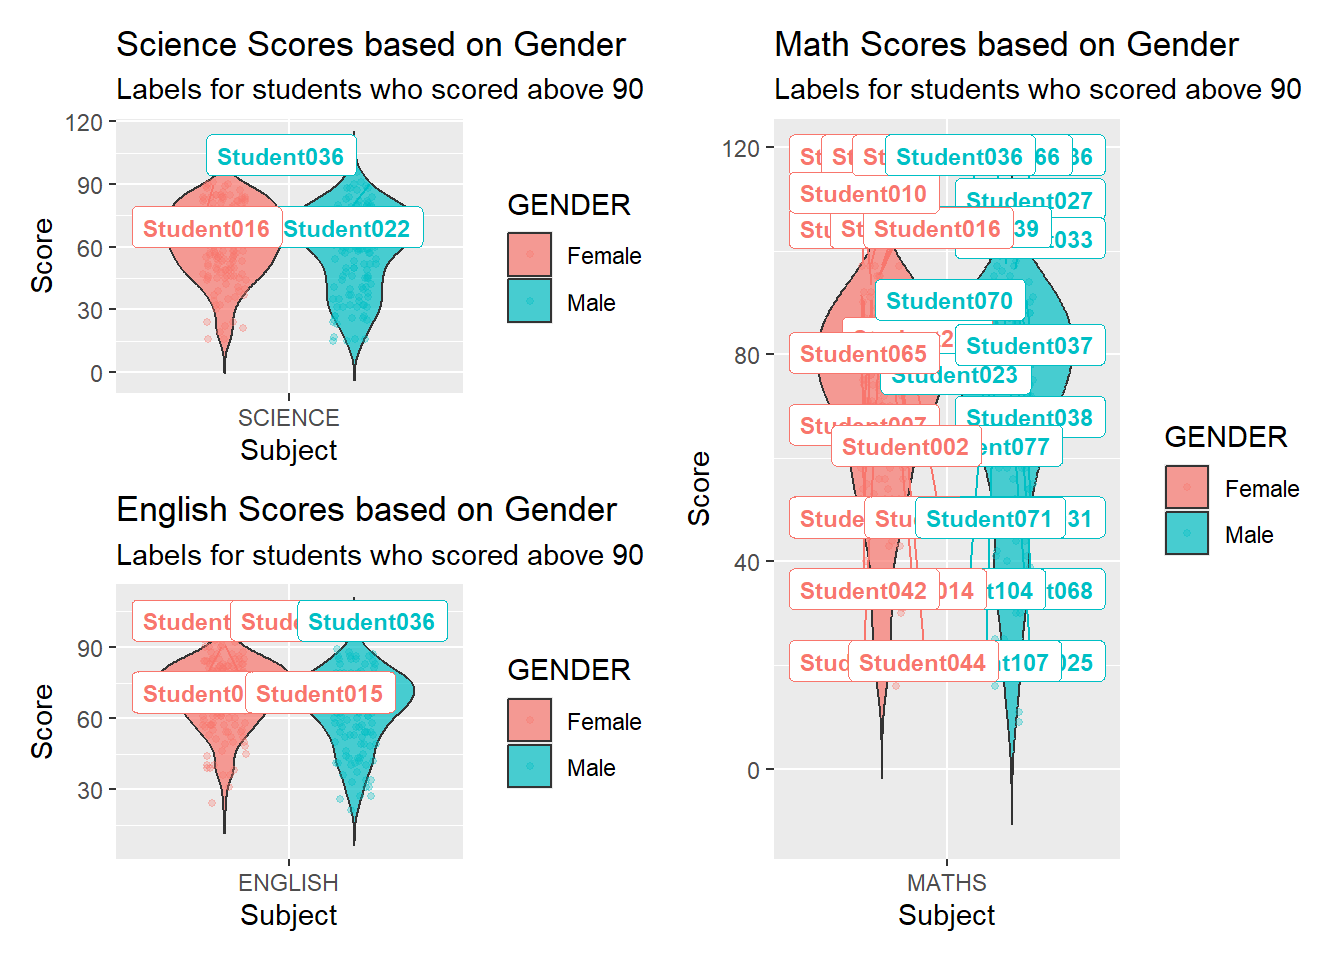 Science Scores based on Gender
Labels for students who scored above 90
120
90
60
30
0
Score
Student036
Student016
Student022
SCIENCE
Subject
GENDER
Female
Male
English Scores based on Gender
Labels for students who scored above 90
90
60
30
Score
Student036
Student015
ENGLISH
Subject
GENDER
Female
Male
Math Scores based on Gender
Labels for students who scored above 90
120
80
40
0
Score
Student036
Student010
Student027
Student016
Student070
Student065
Student037
Student023
Student038
Student007
Student002
Student071
Student042
Student044
MATHS
Subject
GENDER
Female
Male